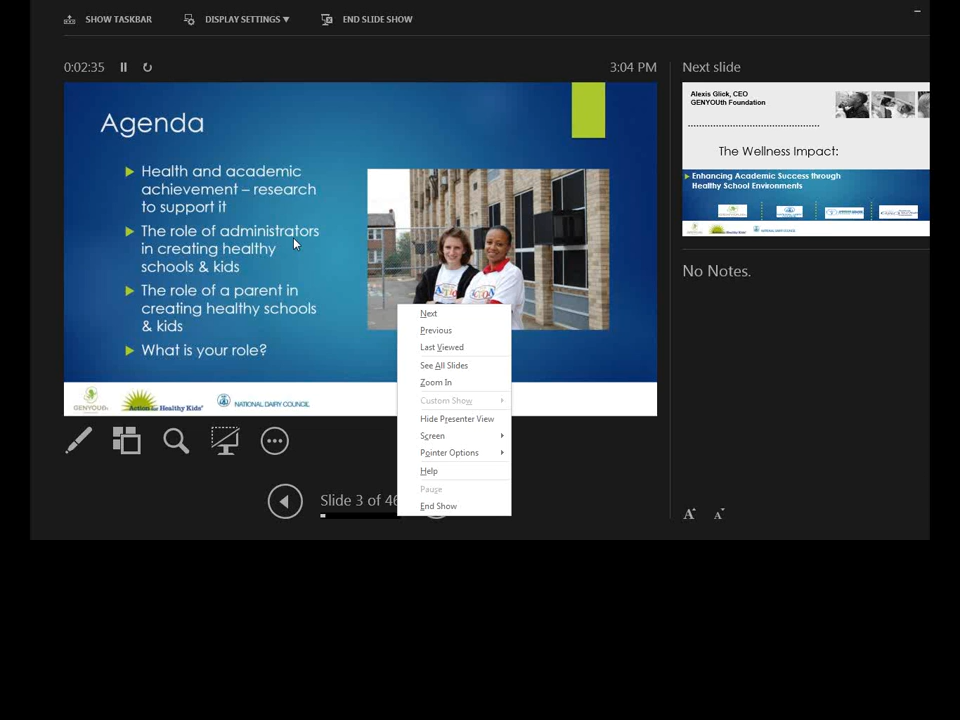 SHOW TASKBAR
DISPLAY SETTINGS
END SLIDE SHOW
0:02:35
3:04 PM
Agenda
Health and academic
achievement – research
to support it
The role of administrators
in creating healthy
schools & kids
The role of a parent in
creating healthy schools
& kids
What is your role?
GENYOUth
Action for Healthy Kids
NATIONAL DAIRY COUNCIL
Next
Previous
Last Viewed
See All Slides
Zoom In
Custom Show
Hide Presenter View
Screen
Pointer Options
Help
Pause
End Show
Slide 3 of 46
Next slide
Alexis Glick, CEO
GENYOUth Foundation
The Wellness Impact:
Enhancing Academic Success through
Healthy School Environments
NATIONAL DAIRY COUNCIL
No Notes.
A
A